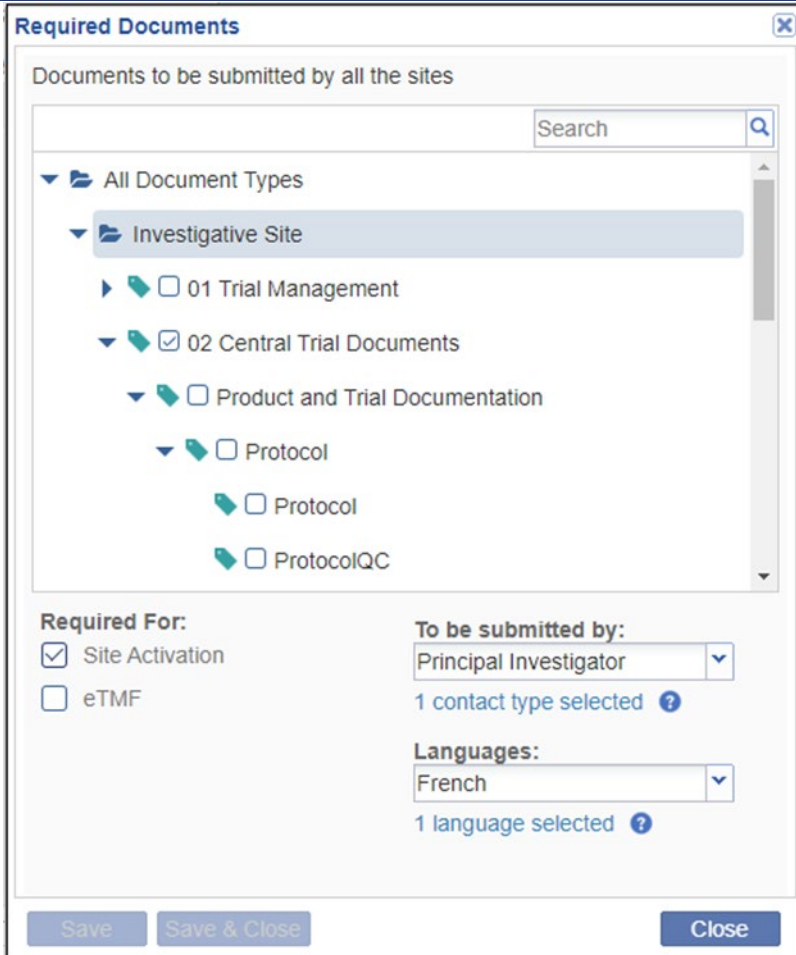 Required Documents
Documents to be submitted by all the sites
Search
All Document Types
Investigative Site
01 Trial Management
02 Central Trial Documents
Product and Trial Documentation
Protocol
Protocol
ProtocolQC
Required For:
Site Activation
eTMF
To be submitted by:
Principal Investigator
1 contact type selected ?
Languages:
French
1 language selected ?
Save
Save & Close
Close